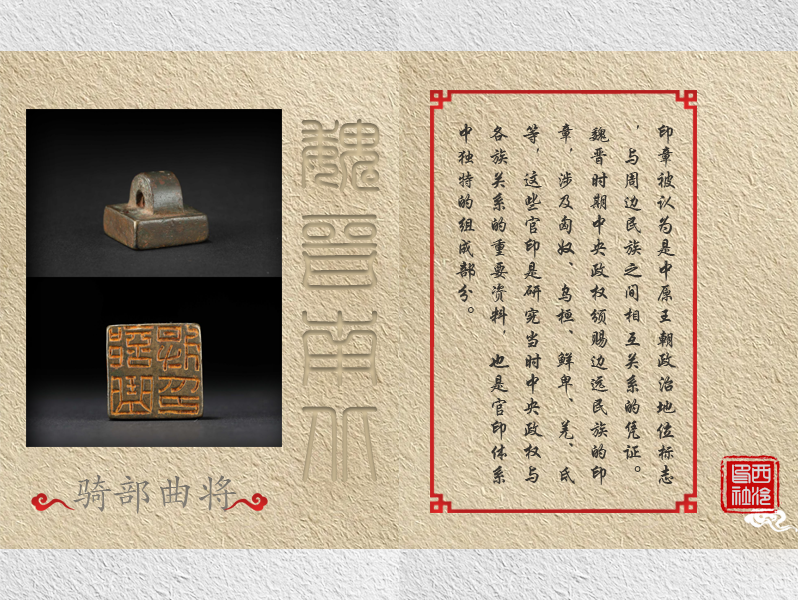 魏晉南北
骑部曲将
印章被认为是中原王朝政治地位标志
，与周边民族之间相互关系的凭证。
魏晋时期中央政权颁赐边远民族的印
章，涉及匈奴、乌桓、鲜卑、羌、氐
等，这些官印是研究当时中央政权与
各族关系的重要资料，也是官印体系
中独特的组成部分。
西泠
印社